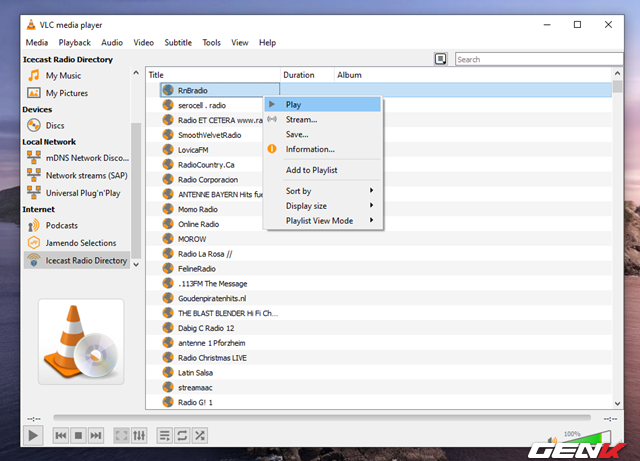 VLC media player
Media Playback Audio Video Subtitle Tools View Help
Icecast Radio Directory
Search
My Music
My Pictures
Devices
Discs
Local Network
mDNS Network Disco...
Network streams (SAP)
Universal Plug'n'Play
Internet
Podcasts
Jamendo Selections
Icecast Radio Directory
Title Duration Album
RnBradio
serocell . radio
Radio ET CETERA www.ra
SmoothVelvetRadio
LovicaFM
RadioCountry.Ca
Radio Corporacion
ANTENNE BAYERN Hits fue
Momo Radio
Online Radio
MOROW
Radio La Rosa //
FelineRadio
.113FM The Message
Goudenpiratenhits.nl
THE BLAST BLENDER Hi Fi Ch...
Dabig C Radio 12
antenne 1 Pforzheim
Radio Christmas LIVE
Latin Salsa
streamaac
Radio G! 1
Play
Stream...
Save...
Information...
Add to Playlist
Sort by
Display size
Playlist View Mode
--:-- --:--
100%
GENK